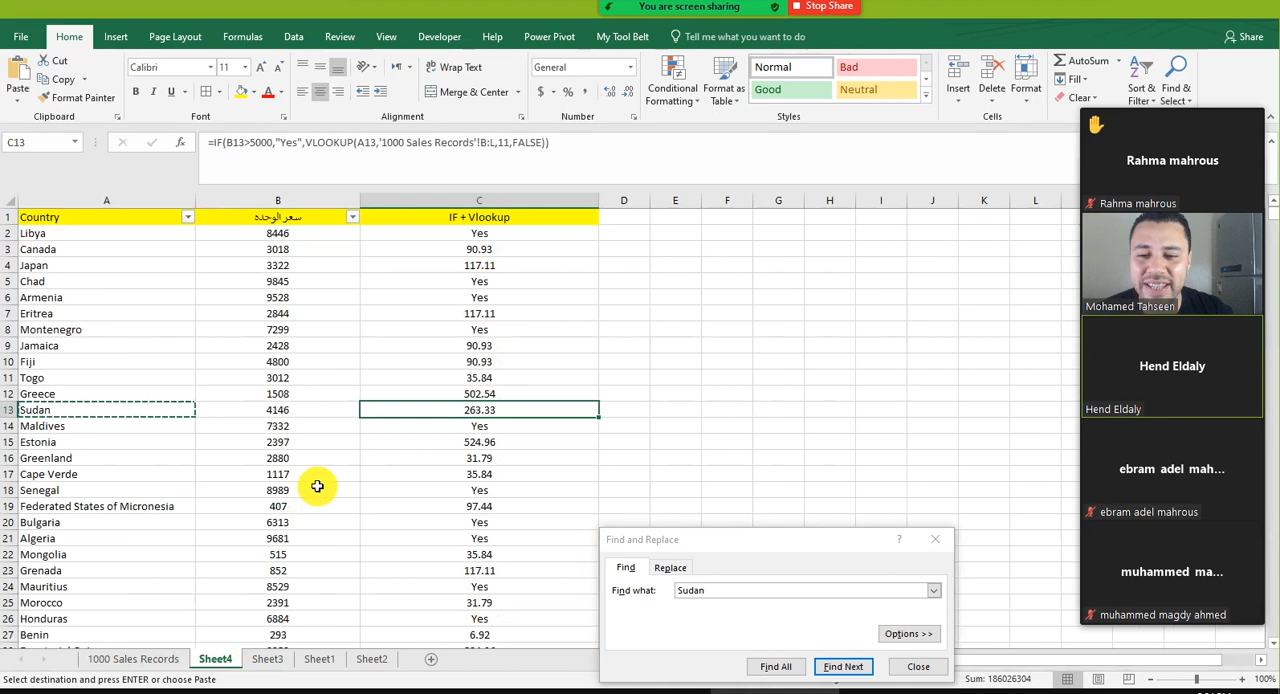 You are screen sharing
Stop Share
File Home Insert Page Layout Formulas Data Review View Developer Help Power Pivot My Tool Belt Tell me what you want to do Share
Paste
Cut
Copy
Format Painter
Clipboard
Calibri 11
B I U
Font
Wrap Text
Merge & Center
Alignment
General
$ % ,
Number
Conditional Formatting
Format as Table
Normal Bad
Good Neutral
Styles
Insert Delete Format
Cells
AutoSum
Fill
Clear
Sort & Filter
Find & Select
C13 fx =IF(B13>5000,"Yes",VLOOKUP(A13,'1000 Sales Records'!B:L,11,FALSE))
A B C D E F G H I J K L
1 Country سعر الوحده IF + Vlookup
2 Libya 8446 Yes
3 Canada 3018 90.93
4 Japan 3322 117.11
5 Chad 9845 Yes
6 Armenia 9528 Yes
7 Eritrea 2844 117.11
8 Montenegro 7299 Yes
9 Jamaica 2428 90.93
10 Fiji 4800 90.93
11 Togo 3012 35.84
12 Greece 1508 502.54
13 Sudan 4146 263.33
14 Maldives 7332 Yes
15 Estonia 2397 524.96
16 Greenland 2880 31.79
17 Cape Verde 1117 35.84
18 Senegal 8989 Yes
19 Federated States of Micronesia 407 97.44
20 Bulgaria 6313 Yes
21 Algeria 9681 Yes
22 Mongolia 515 35.84
23 Grenada 852 117.11
24 Mauritius 8529 Yes
25 Morocco 2391 31.79
26 Honduras 6884 Yes
27 Benin 293 6.92
Find and Replace ? 
Find Replace
Find what: Sudan
Options >>
Find All Find Next Close
Rahma mahrous
Rahma mahrous
Mohamed Tahseen
Hend Eldaly
Hend Eldaly
ebram adel mah...
ebram adel mahrous
muhammed ma...
muhammed magdy ahmed
1000 Sales Records Sheet4 Sheet3 Sheet1 Sheet2
Select destination and press ENTER or choose Paste Sum: 186026304 100%